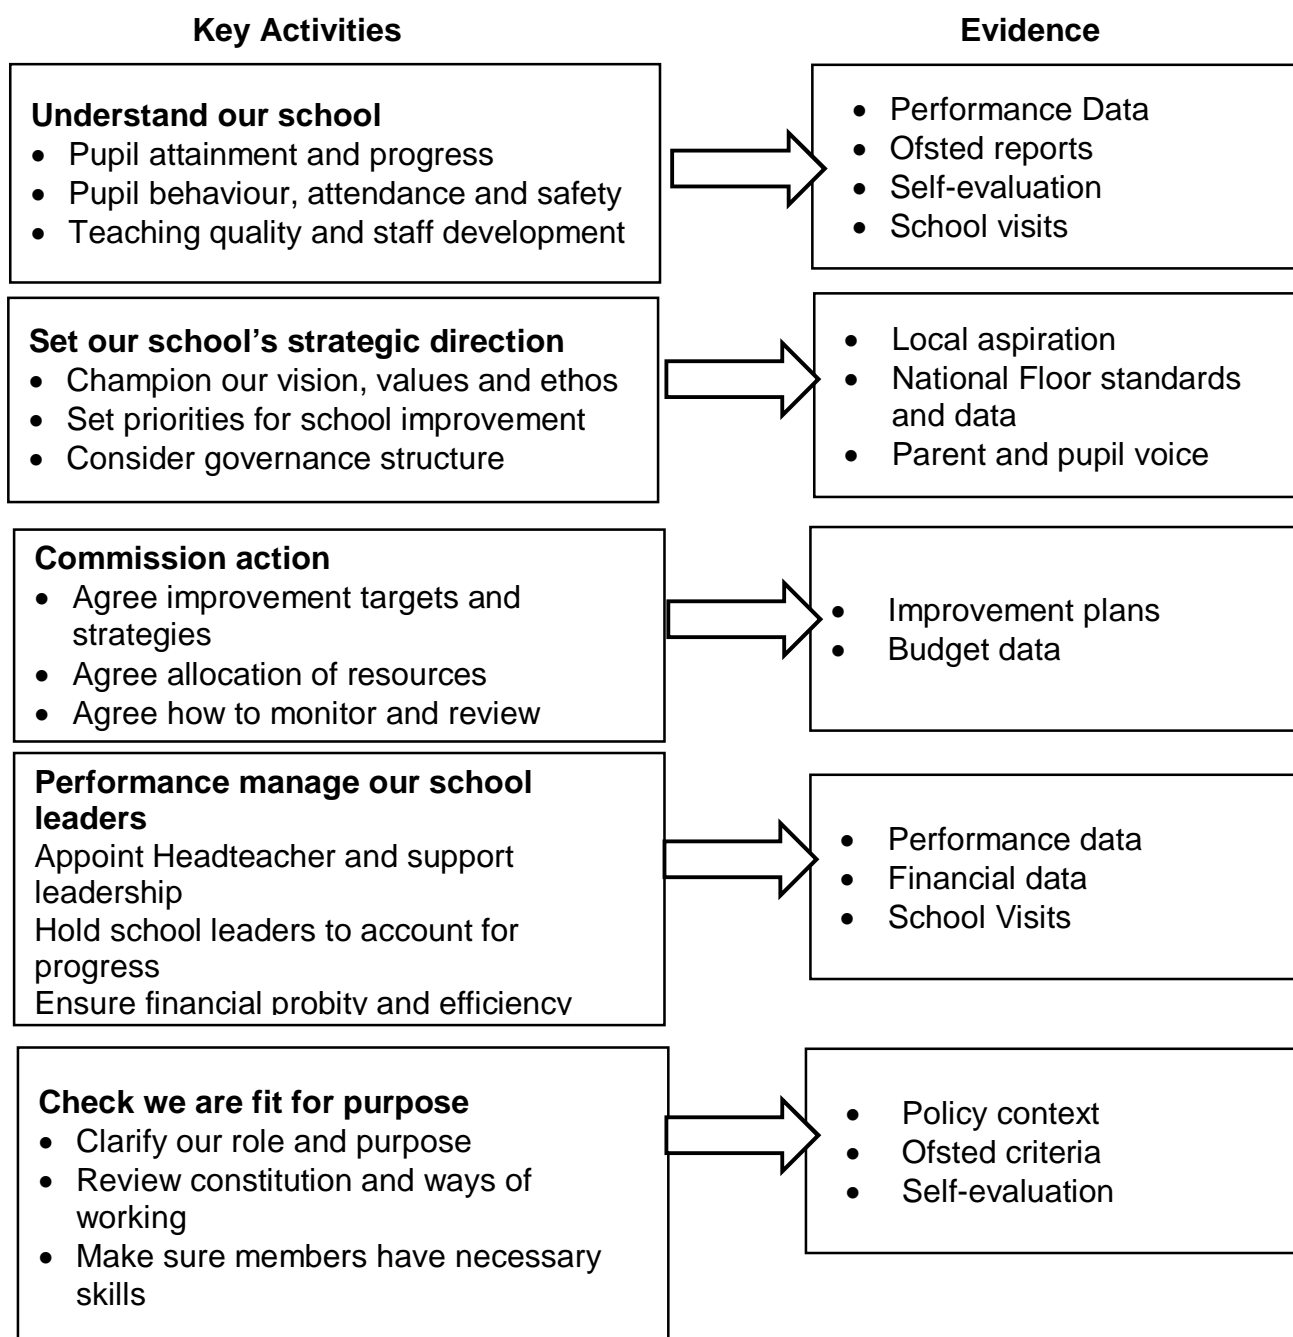 Key Activities
Evidence
Understand our school
• Pupil attainment and progress
• Pupil behaviour, attendance and safety
• Teaching quality and staff development
• Performance Data
• Ofsted reports
• Self-evaluation
• School visits
Set our school’s strategic direction
• Champion our vision, values and ethos
• Set priorities for school improvement
• Consider governance structure
• Local aspiration
• National Floor standards
and data
• Parent and pupil voice
Commission action
• Agree improvement targets and
strategies
• Agree allocation of resources
• Agree how to monitor and review
• Improvement plans
• Budget data
Performance manage our school
leaders
Appoint Headteacher and support
leadership
Hold school leaders to account for
progress
Ensure financial probity and efficiency
• Performance data
• Financial data
• School Visits
Check we are fit for purpose
• Clarify our role and purpose
• Review constitution and ways of
working
• Make sure members have necessary
skills
• Policy context
• Ofsted criteria
• Self-evaluation